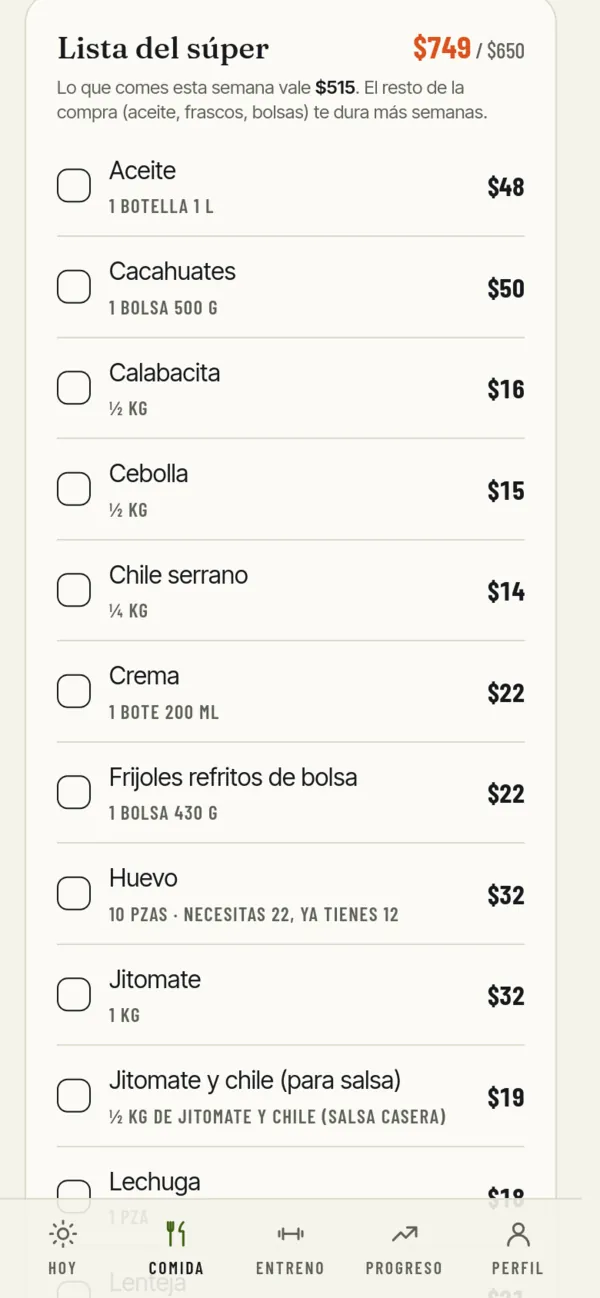 Lista del súper
$749 / $650
Lo que comes esta semana vale $515. El resto de la
compra (aceite, frascos, bolsas) te dura más semanas.
Aceite
1 BOTELLA 1 L
$48
Cacahuates
1 BOLSA 500 G
$50
Calabacita
½ KG
$16
Cebolla
½ KG
$15
Chile serrano
¼ KG
$14
Crema
1 BOTE 200 ML
$22
Frijoles refritos de bolsa
1 BOLSA 430 G
$22
Huevo
10 PZAS · NECESITAS 22, YA TIENES 12
$32
Jitomate
1 KG
$32
Jitomate y chile (para salsa)
½ KG DE JITOMATE Y CHILE (SALSA CASERA)
$19
Lechuga
1 PZA
$18
Lenteja
HOY
COMIDA
ENTRENO
PROGRESO
PERFIL